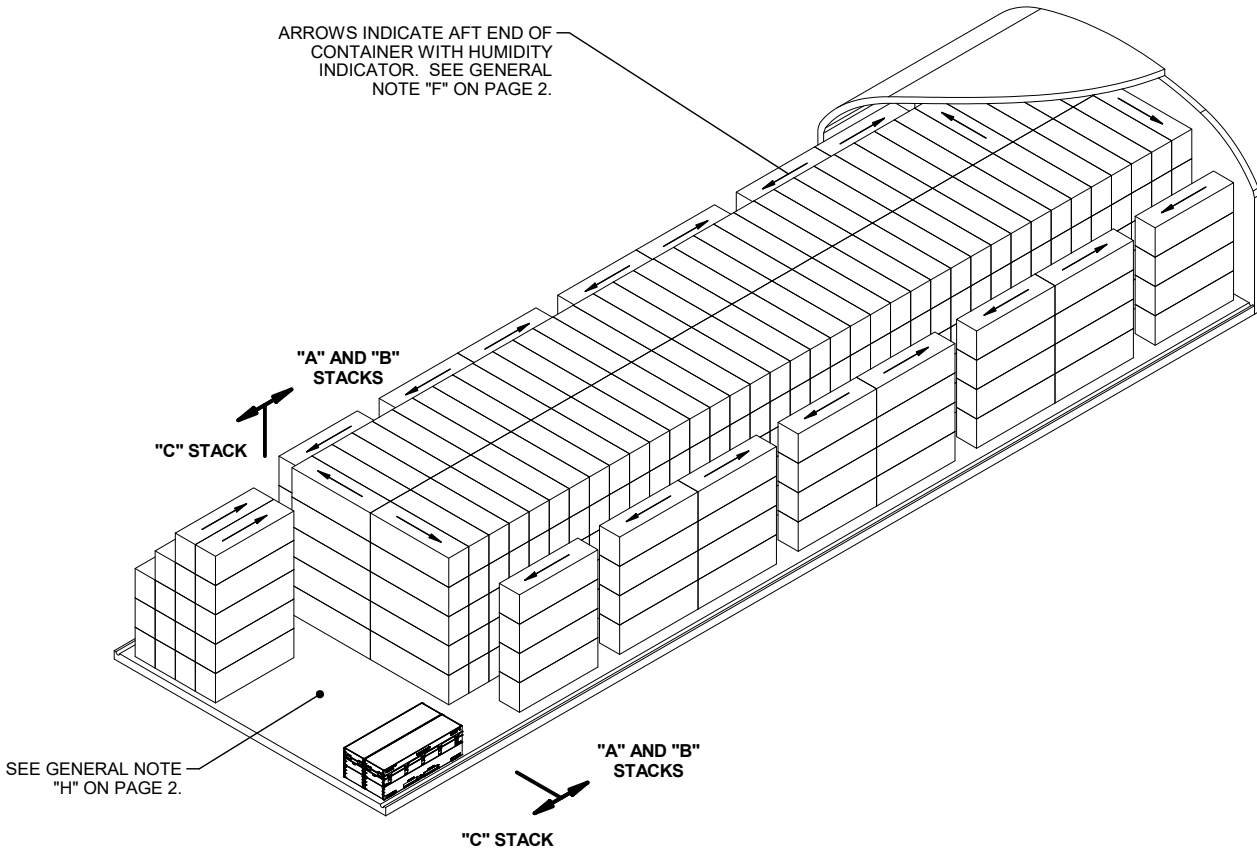 ARROWS INDICATE AFT END OF
CONTAINER WITH HUMIDITY
INDICATOR.  SEE GENERAL
NOTE "F" ON PAGE 2.
"A" AND "B"
STACKS
"C" STACK
SEE GENERAL NOTE
"H" ON PAGE 2.
"A" AND "B"
STACKS
"C" STACK